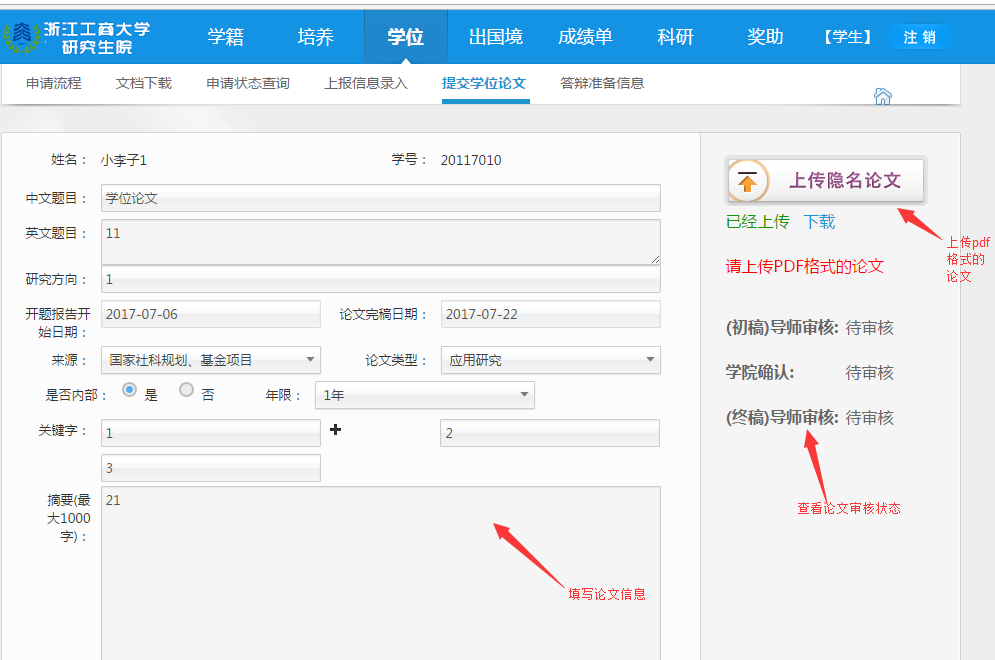 浙江工商大学
研究生院
学籍 培养 学位 出国境 成绩单 科研 奖助 【学生】 注 销
申请流程 文档下载 申请状态查询 上报信息录入 提交学位论文 答辩准备信息
姓名： 小李子1 学号： 20117010
中文题目： 学位论文
英文题目： 11
研究方向： 1
开题报告开
始日期： 2017-07-06 论文完稿日期： 2017-07-22
来源： 国家社科规划、基金项目 论文类型： 应用研究
是否内部： 是 否 年限： 1年
关键字： 1 + 2
3
摘要(最
大1000
字)：
21
填写论文信息
上传隐名论文
已经上传 下载
上传pdf
格式的
论文
请上传PDF格式的论文
(初稿)导师审核: 待审核
学院确认: 待审核
(终稿)导师审核: 待审核
查看论文审核状态